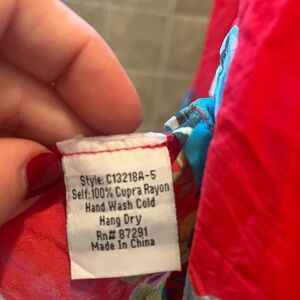 Style: C13218A-5
Self:100% Cupra Rayon
Hand Wash Cold
Hang Dry
Rn# 87291
Made In China